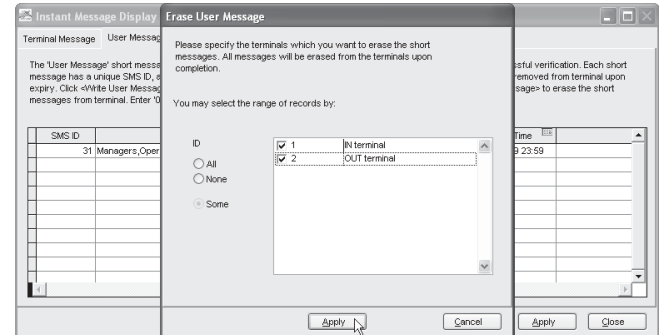 Instant Message Display
Erase User Message
Terminal Message
User Messag
The 'User Message' short messa
message has a unique SMS ID, a
expiry. Click <Write User Messag
messages from terminal. Enter '0
ssful verification. Each short
removed from terminal upon
sage> to erase the short
Please specify the terminals which you want to erase the short
messages. All messages will be erased from the terminals upon
completion.
You may select the range of records by:
ID
All
None
Some
1 IN terminal
2 OUT terminal
SMS ID
Time
31 Managers,Oper
9 23:59
Apply
Cancel
Apply
Close